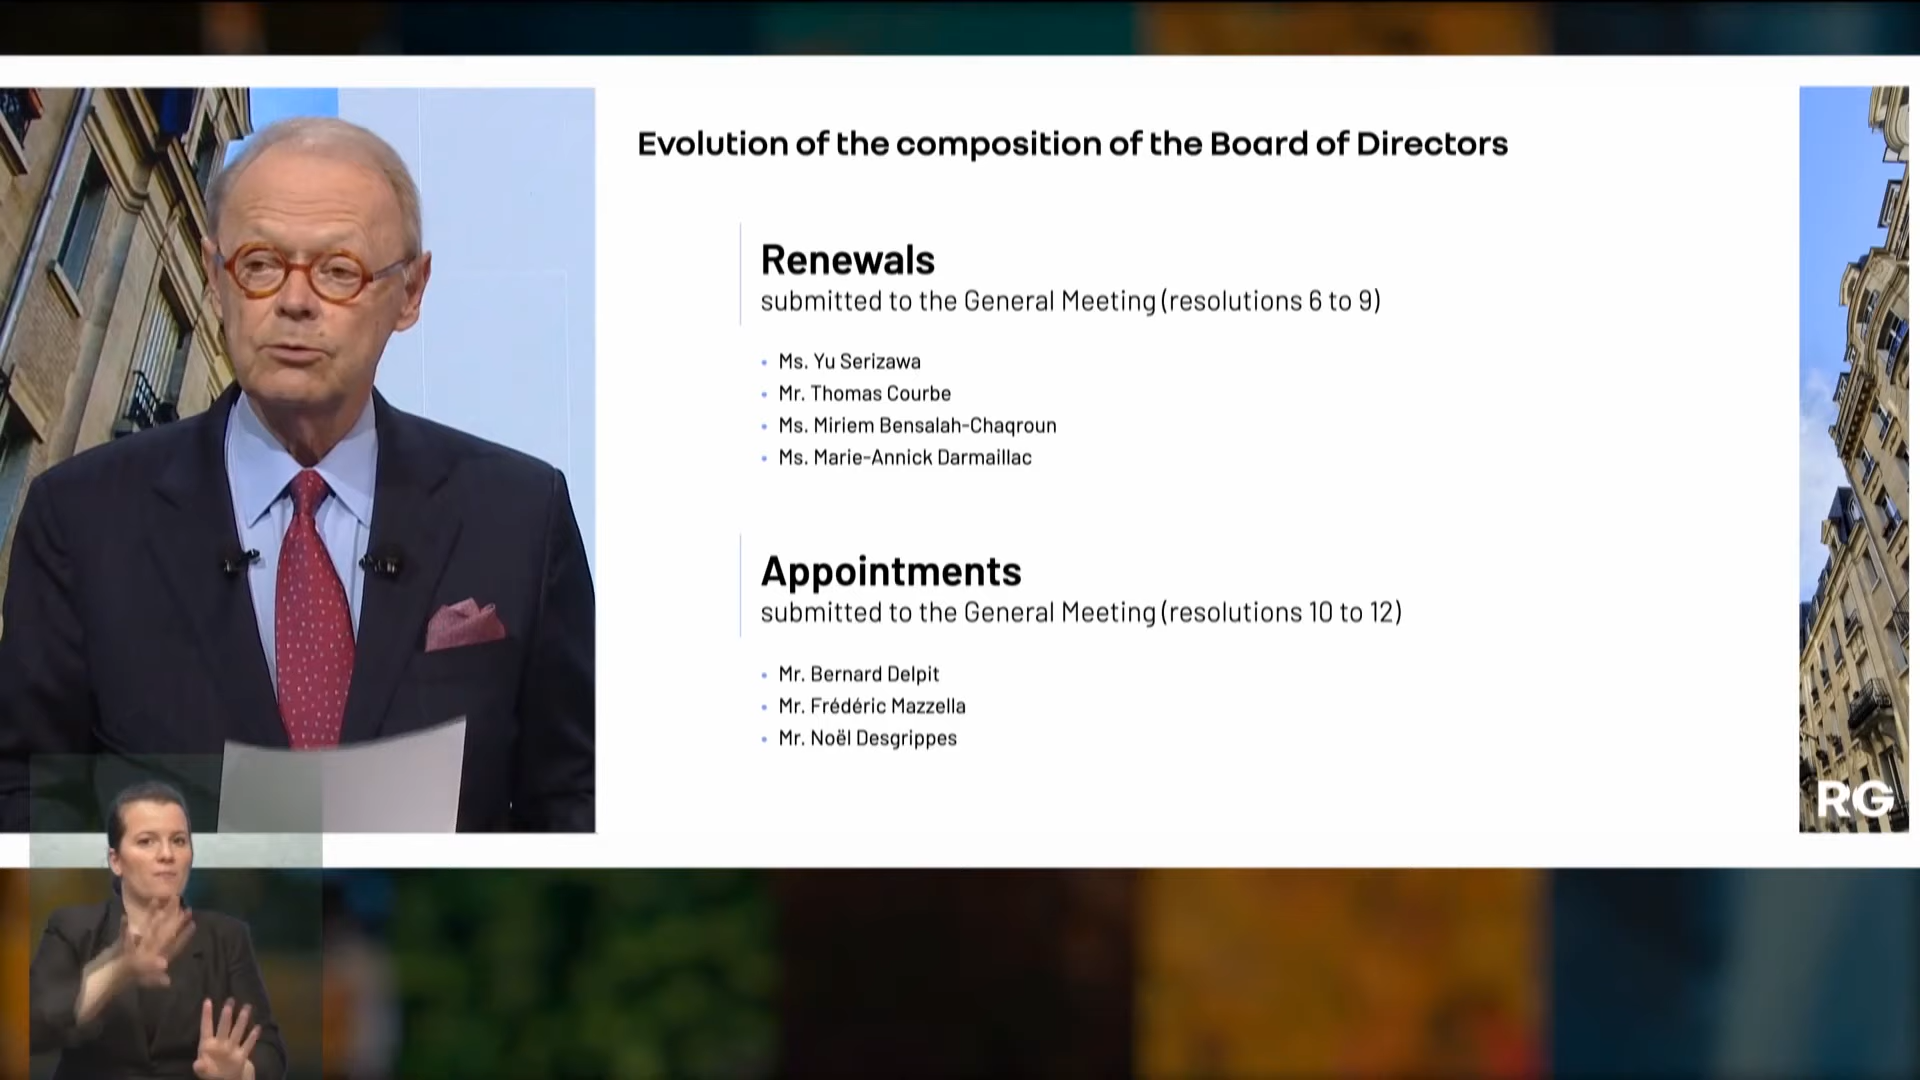 Evolution of the composition of the Board of Directors
Renewals
submitted to the General Meeting (resolutions 6 to 9)
• Ms. Yu Serizawa
• Mr. Thomas Courbe
• Ms. Miriem Bensalah-Chaqroun
• Ms. Marie-Annick Darmaillac
Appointments
submitted to the General Meeting (resolutions 10 to 12)
• Mr. Bernard Delpit
• Mr. Frédéric Mazzella
• Mr. Noël Desgrippes
RG